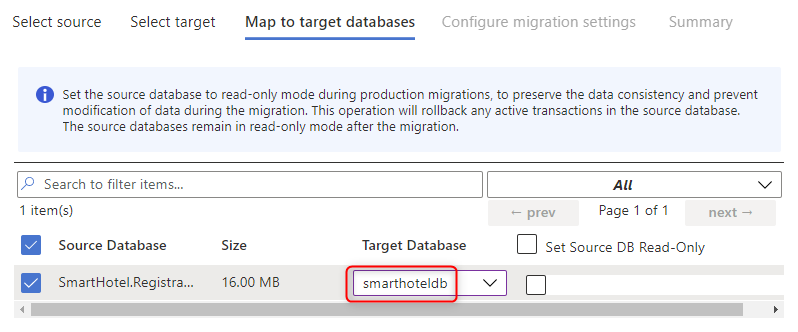 Select source Select target Map to target databases Configure migration settings Summary
Set the source database to read-only mode during production migrations, to preserve the data consistency and prevent
modification of data during the migration. This operation will rollback any active transactions in the source database.
The source databases remain in read-only mode after the migration.
Search to filter items... All
1 item(s) ← prev Page 1 of 1 next →
Source Database Size Target Database Set Source DB Read-Only
SmartHotel.Registra... 16.00 MB smarthoteldb